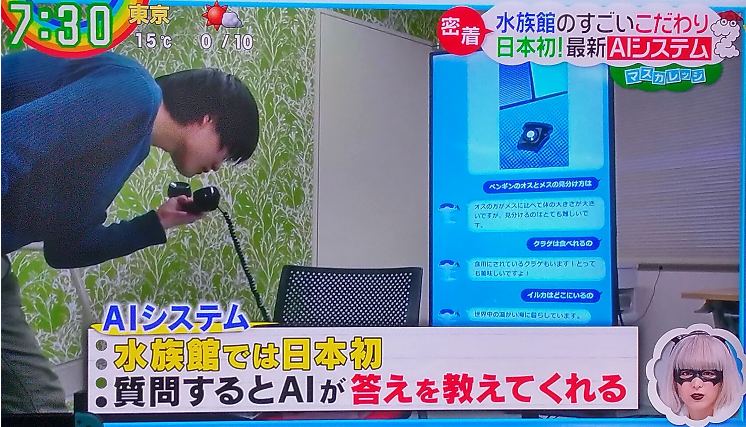 7:30
東京
15℃ 0/10
密着
水族館のすごいこだわり
日本初!最新AIシステム
マスカレッジ
ペンギンのオスとメスの見分け方は
オスの方がメスに比べて体の大きさが大き
いですが、見分けるのはとても難しいで
す。
クラゲは食べれるの
食用にされているクラゲもいます!とって
も美味しいですよ!
イルカはどこにいるの
世界中の温かい海に暮らしています。
AIシステム
水族館では日本初
質問するとAIが答えを教えてくれる